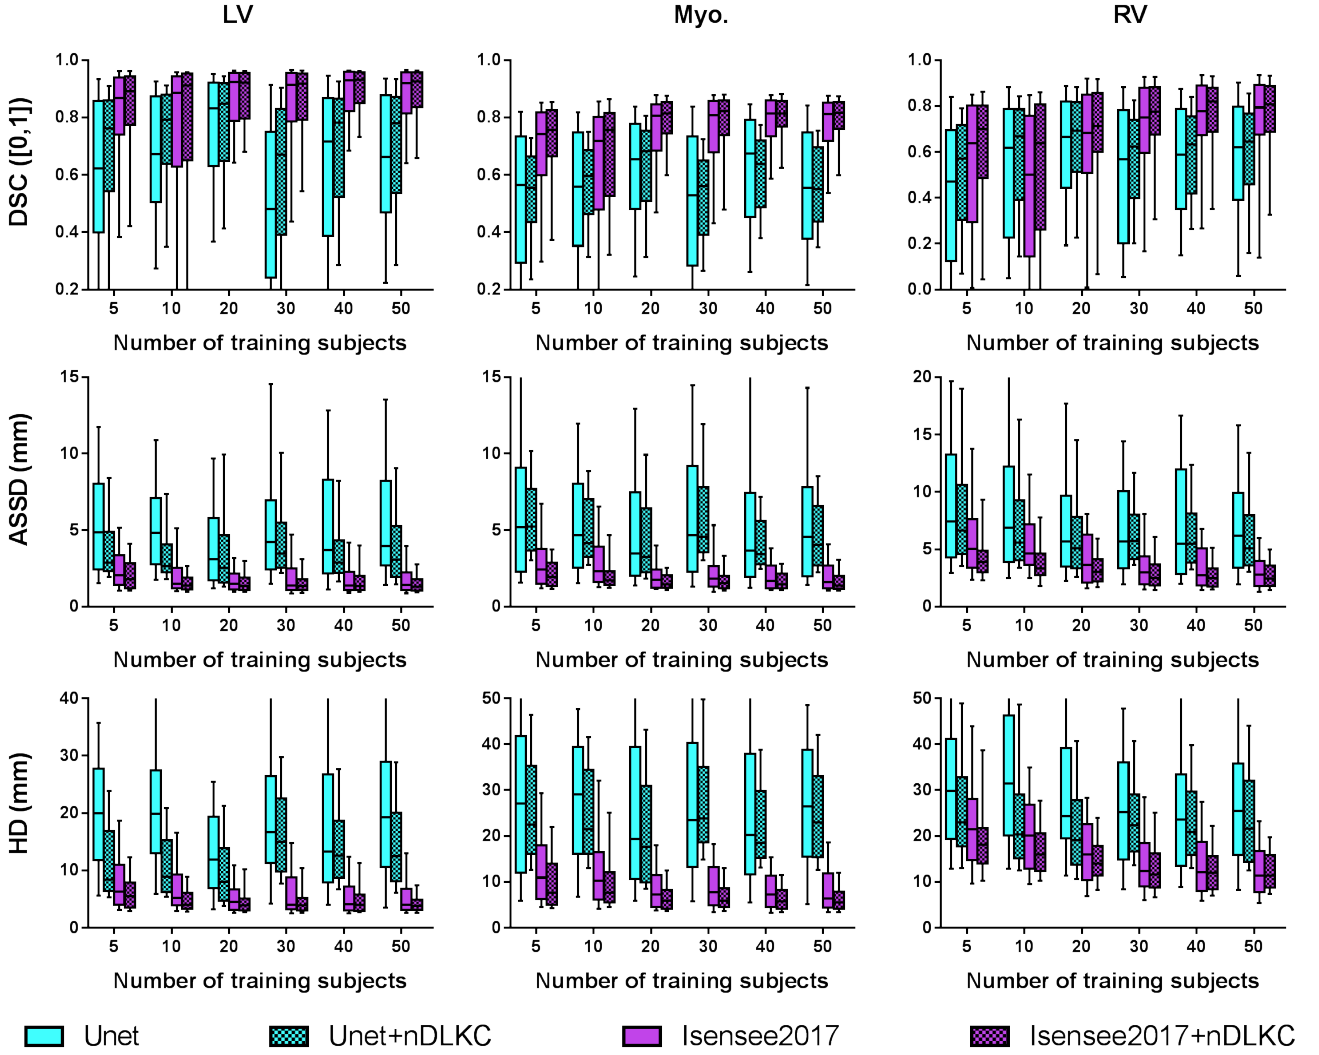 LV Myo. RV
DSC ([0,1])
1.0 0.8 0.6 0.4 0.2
5 10 20 30 40 50
Number of training subjects
1.0 0.8 0.6 0.4 0.2
5 10 20 30 40 50
Number of training subjects
1.0 0.8 0.6 0.4 0.2 0.0
5 10 20 30 40 50
Number of training subjects
ASSD (mm)
15 10 5 0
5 10 20 30 40 50
Number of training subjects
15 10 5 0
5 10 20 30 40 50
Number of training subjects
20 15 10 5 0
5 10 20 30 40 50
Number of training subjects
HD (mm)
40 30 20 10 0
5 10 20 30 40 50
Number of training subjects
50 40 30 20 10 0
5 10 20 30 40 50
Number of training subjects
50 40 30 20 10 0
5 10 20 30 40 50
Number of training subjects
Unet Unet+nDLKC Isensee2017 Isensee2017+nDLKC